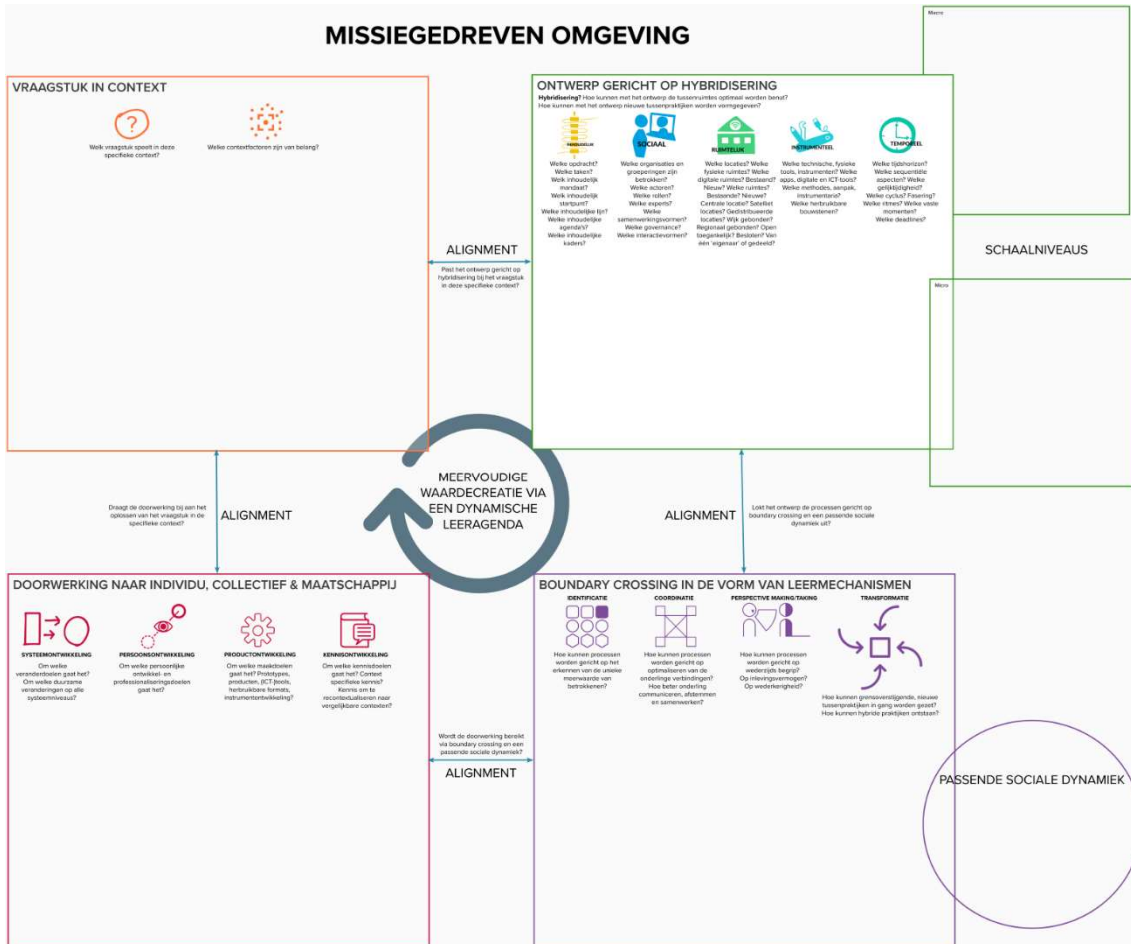 MISSIEGEDREVEN OMGEVING
Macro
VRAAGSTUK IN CONTEXT
Welk vraagstuk speelt in deze
specifieke context?
Welke contextfactoren zijn van belang?
ONTWERP GERICHT OP HYBRIDISERING
Hybridisering? Hoe kunnen met het ontwerp de tussenruimtes optimaal worden benut?
Hoe kunnen met het ontwerp nieuwe tussenpraktijken worden vormgegeven?
INHOUDELIJK
Welke opdracht?
Welke taken?
Welk inhoudelijk
mandaat?
Welk inhoudelijk
startpunt?
Welke inhoudelijke lijn?
Welke inhoudelijke
agenda's?
Welke inhoudelijke
kaders?
SOCIAAL
Welke organisaties en
groeperingen zijn
betrokken?
Welke actoren?
Welke rollen?
Welke experts?
Welke
samenwerkingsvormen?
Welke governance?
Welke interactievormen?
RUIMTELIJK
Welke locaties? Welke
fysieke ruimtes? Welke
digitale ruimtes? Bestaand?
Nieuw? Welke ruimtes?
Bestaande? Nieuwe?
Centrale locatie? Satelliet
locaties? Gedistribueerde
locaties? Wijk gebonden?
Regionaal gebonden? Open
toegankelijk? Besloten? Van
één 'eigenaar' of gedeeld?
INSTRUMENTEEL
Welke technische, fysieke
tools, instrumenten? Welke
apps, digitale en ICT-tools?
Welke methodes, aanpak,
instrumentaria?
Welke herbruikbare
bouwstenen?
TEMPOREEL
Welke tijdshorizon?
Welke sequentiële
aspecten? Welke
gelijktijdigheid?
Welke cyclus? Fasering?
Welke ritmes? Welke vaste
momenten?
Welke deadlines?
ALIGNMENT
Past het ontwerp gericht op
hybridisering bij het vraagstuk
in deze specifieke context?
SCHAALNIVEAUS
Micro
MEERVOUDIGE
WAARDECREATIE VIA
EEN DYNAMISCHE
LEERAGENDA
Draagt de doorwerking bij aan het
oplossen van het vraagstuk in de
specifieke context?
ALIGNMENT
ALIGNMENT
Lokt het ontwerp de processen gericht op
boundary crossing en een passende sociale
dynamiek uit?
DOORWERKING NAAR INDIVIDU, COLLECTIEF & MAATSCHAPPIJ
SYSTEEMONTWIKKELING
Om welke
veranderdoelen gaat het?
Om welke duurzame
veranderingen op alle
systeemniveaus?
PERSOONSONTWIKKELING
Om welke persoonlijke
ontwikkel- en
professionaliseringsdoelen
gaat het?
PRODUCTONTWIKKELING
Om welke maakdoelen
gaat het? Prototypes,
producten, (ICT-)tools,
herbruikbare formats,
instrumentontwikkeling?
KENNISONTWIKKELING
Om welke kennisdoelen
gaat het? Context
specifieke kennis?
Kennis om te
recontextualiseren naar
vergelijkbare contexten?
BOUNDARY CROSSING IN DE VORM VAN LEERMECHANISMEN
IDENTIFICATIE
Hoe kunnen processen
worden gericht op het
erkennen van de unieke
meerwaarde van
betrokkenen?
COORDINATIE
Hoe kunnen processen
worden gericht op
optimaliseren van de
onderlinge verbindingen?
Hoe beter onderling
communiceren, afstemmen
en samenwerken?
PERSPECTIVE MAKING/TAKING
Hoe kunnen processen
worden gericht op
wederzijds begrip?
Op inlevingsvermogen?
Op wederkerigheid?
TRANSFORMATIE
Hoe kunnen grensoverstijgende, nieuwe
tussenpraktijken in gang worden gezet?
Hoe kunnen hybride praktijken ontstaan?
Wordt de doorwerking bereikt
via boundary crossing en een
passende sociale dynamiek?
ALIGNMENT
PASSENDE SOCIALE DYNAMIEK